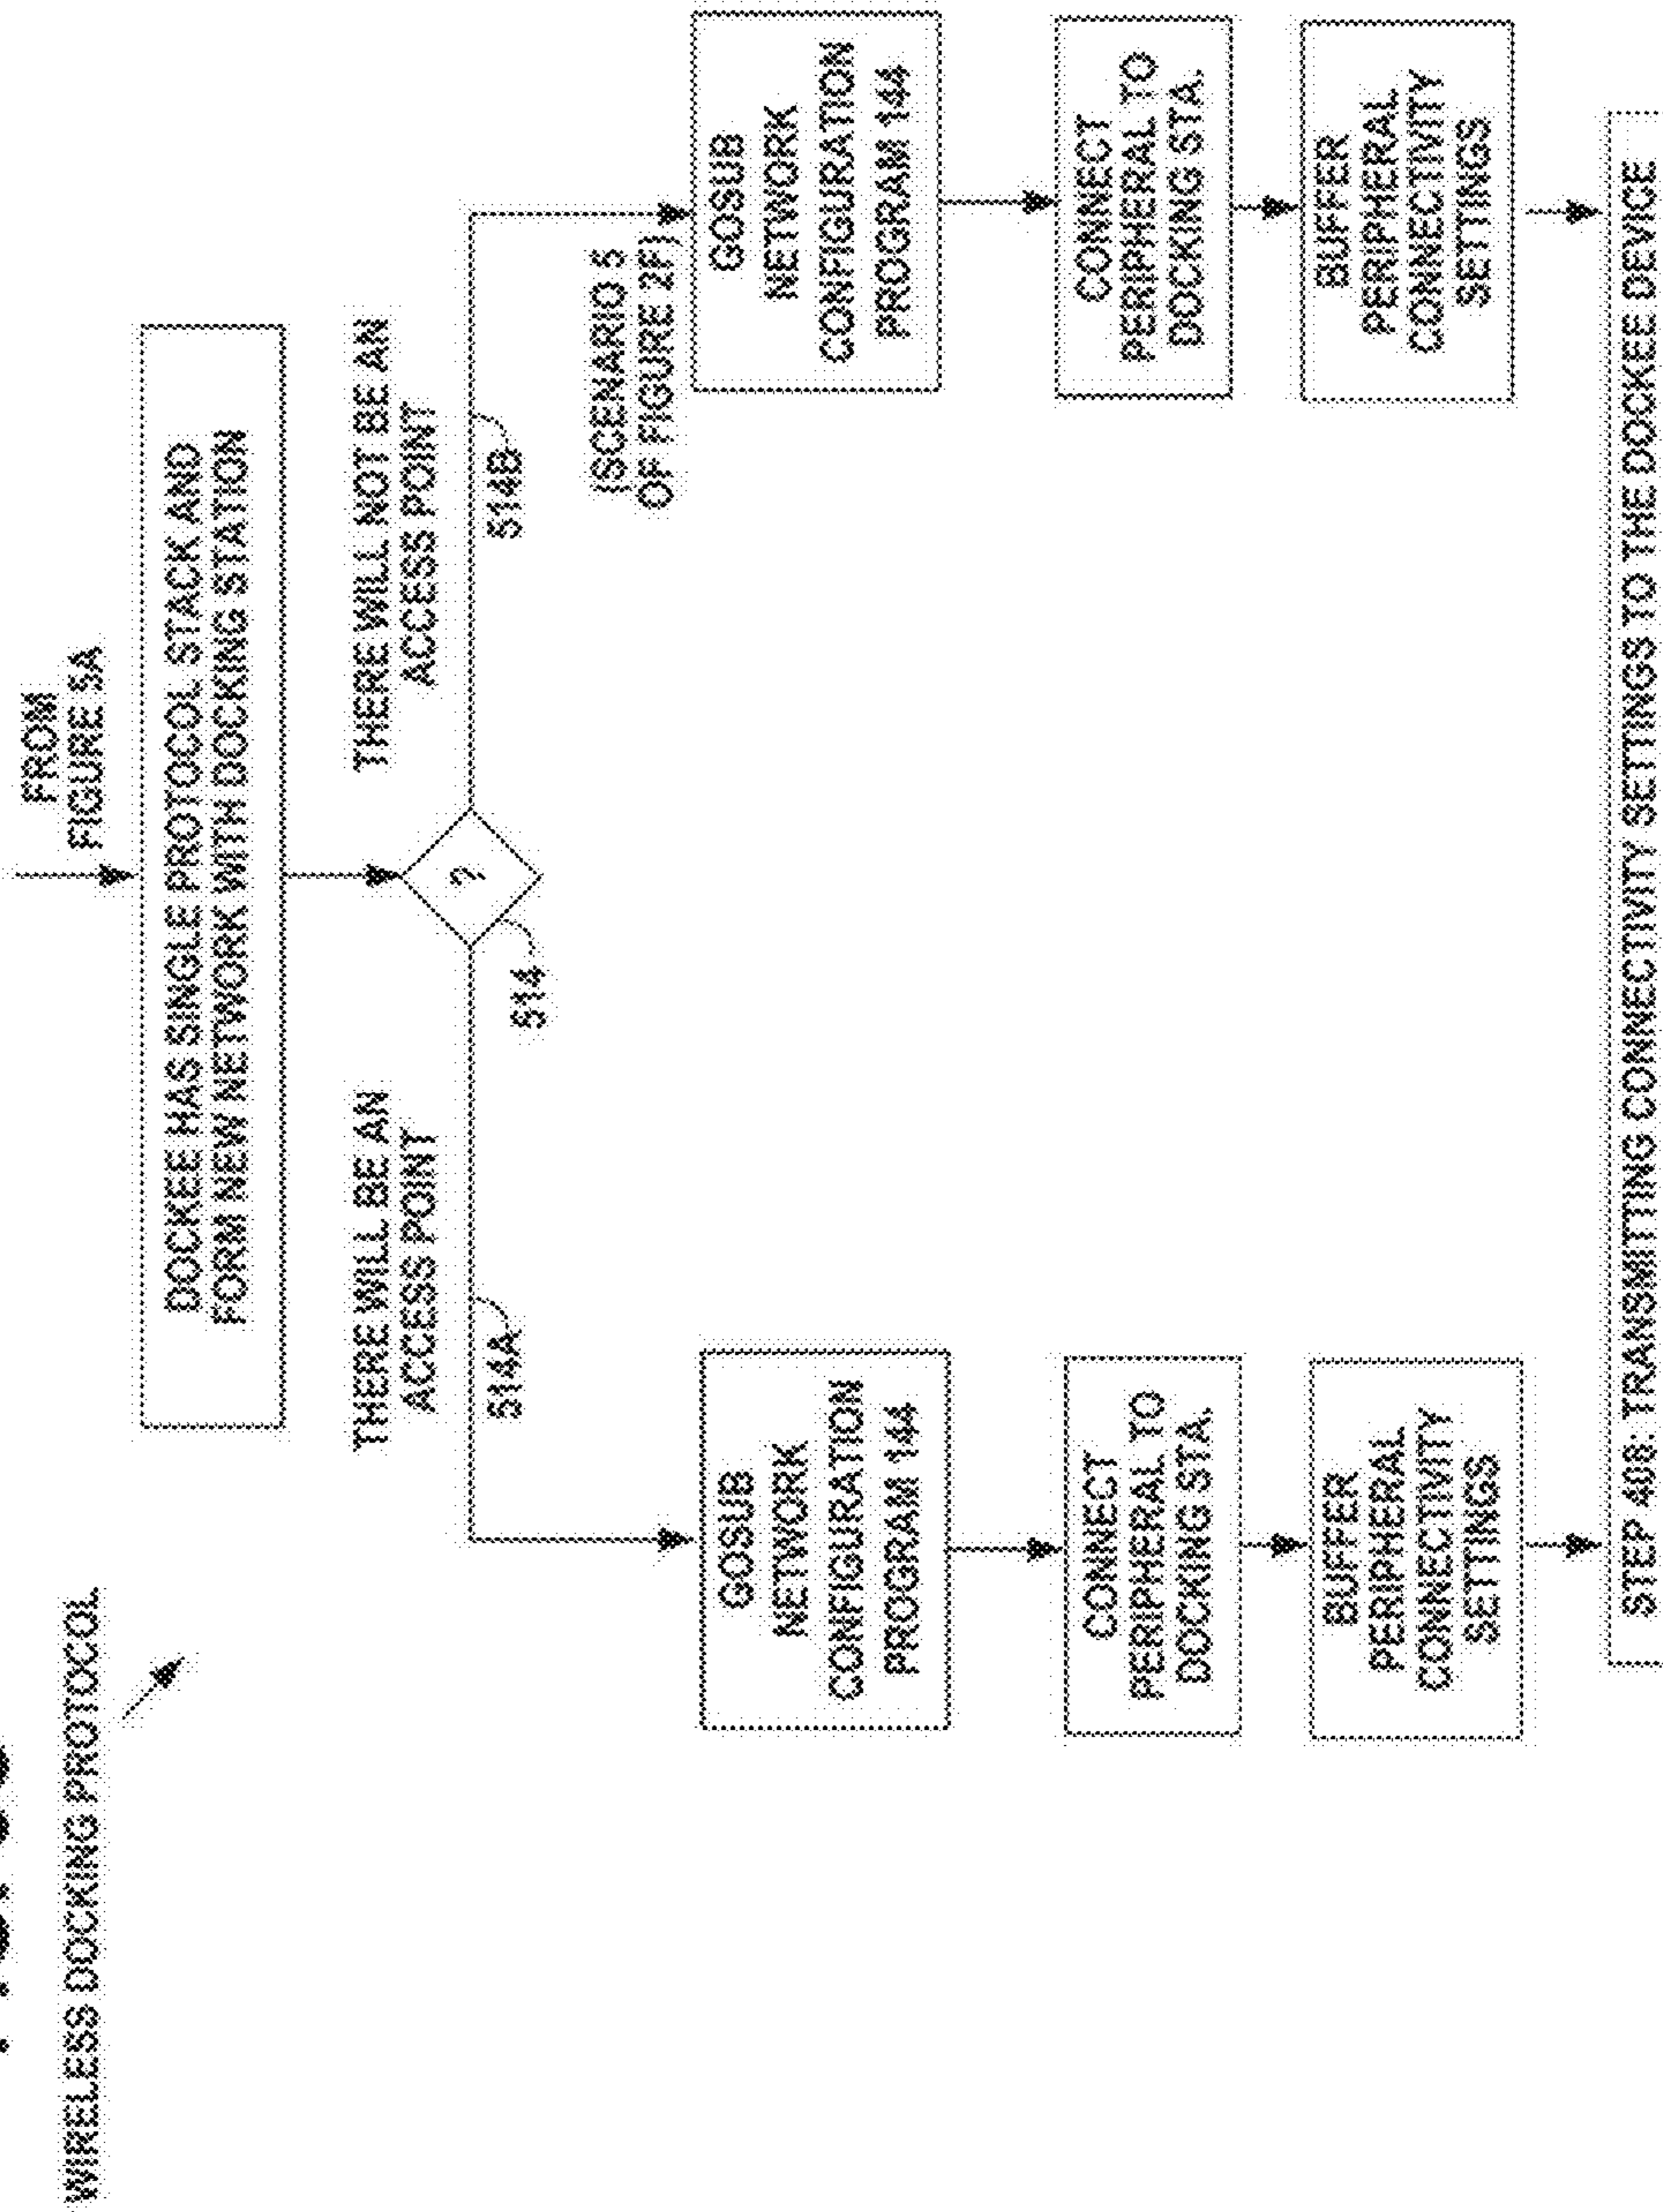 WIRELESS DOCKING PROTOCOL
FROM
FIGURE 5A
DOCKEE HAS SINGLE PROTOCOL STACK AND
FORM NEW NETWORK WITH DOCKING STATION
?
514
THERE WILL BE AN
ACCESS POINT
514A
THERE WILL NOT BE AN
ACCESS POINT
514B
(SCENARIO 5
OF FIGURE 2F)
GOSUB
NETWORK
CONFIGURATION
PROGRAM 144
CONNECT
PERIPHERAL TO
DOCKING STA.
BUFFER
PERIPHERAL
CONNECTIVITY
SETTINGS
GOSUB
NETWORK
CONFIGURATION
PROGRAM 144
CONNECT
PERIPHERAL TO
DOCKING STA.
BUFFER
PERIPHERAL
CONNECTIVITY
SETTINGS
STEP 408: TRANSMITTING CONNECTIVITY SETTINGS TO THE DOCKEE DEVICE